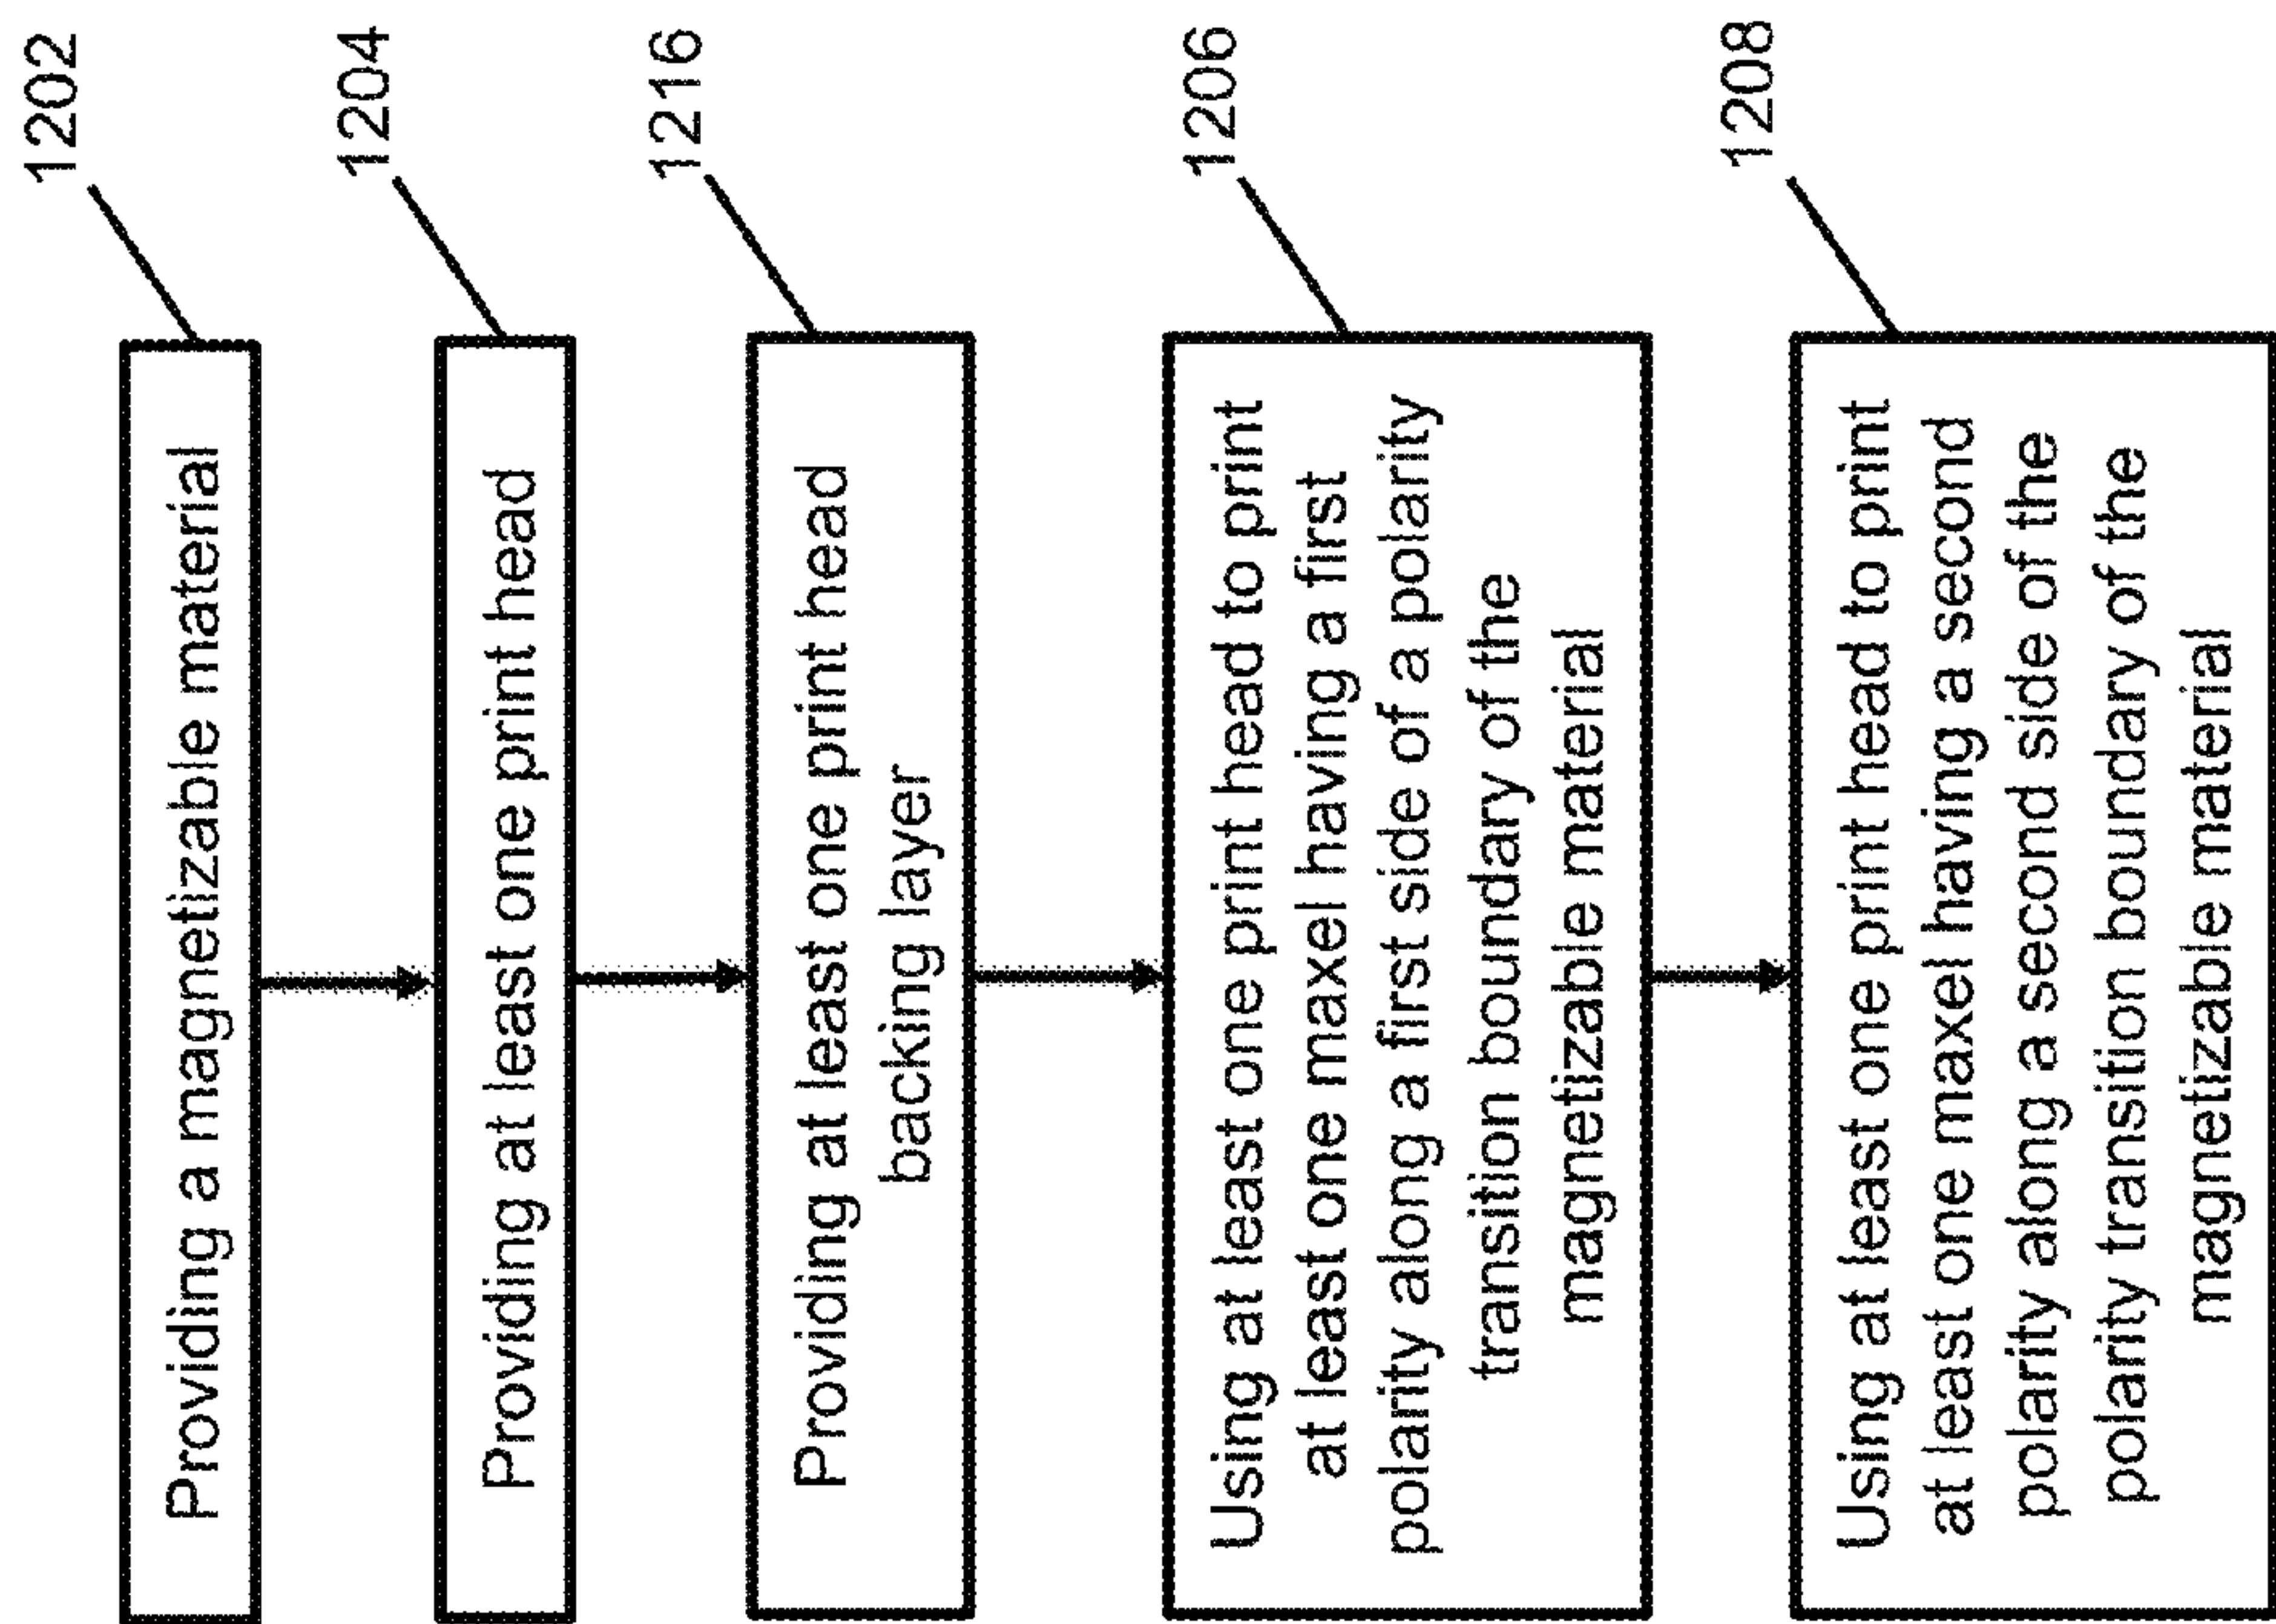 1202
Providing a magnetizable material
1204
Providing at least one print head
1216
Providing at least one print head
backing layer
1206
Using at least one print head to print
at least one maxel having a first
polarity along a first side of a polarity
transition boundary of the
magnetizable material
1208
Using at least one print head to print
at least one maxel having a second
polarity along a second side of the
polarity transition boundary of the
magnetizable material